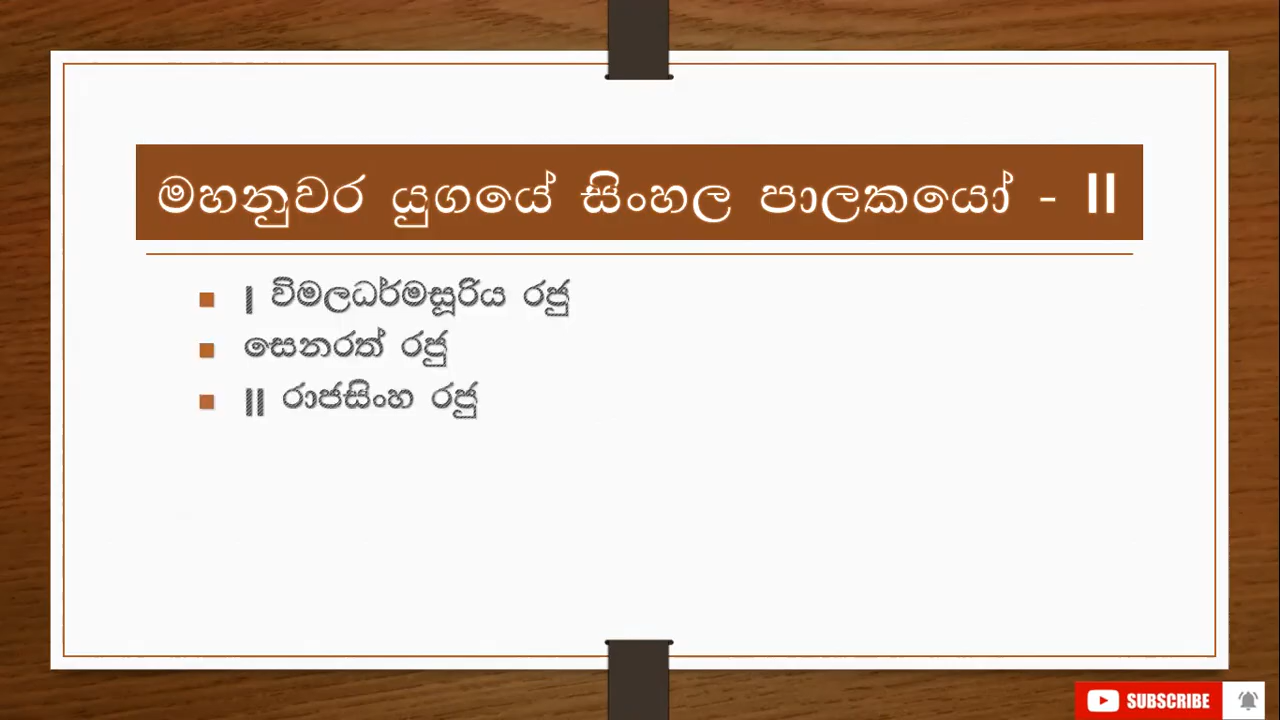 මහනුවර යුගයේ සිංහල පාලකයෝ - II
I විමලධර්මසූරිය රජු
සෙනරත් රජු
II රාජසිංහ රජු
SUBSCRIBE